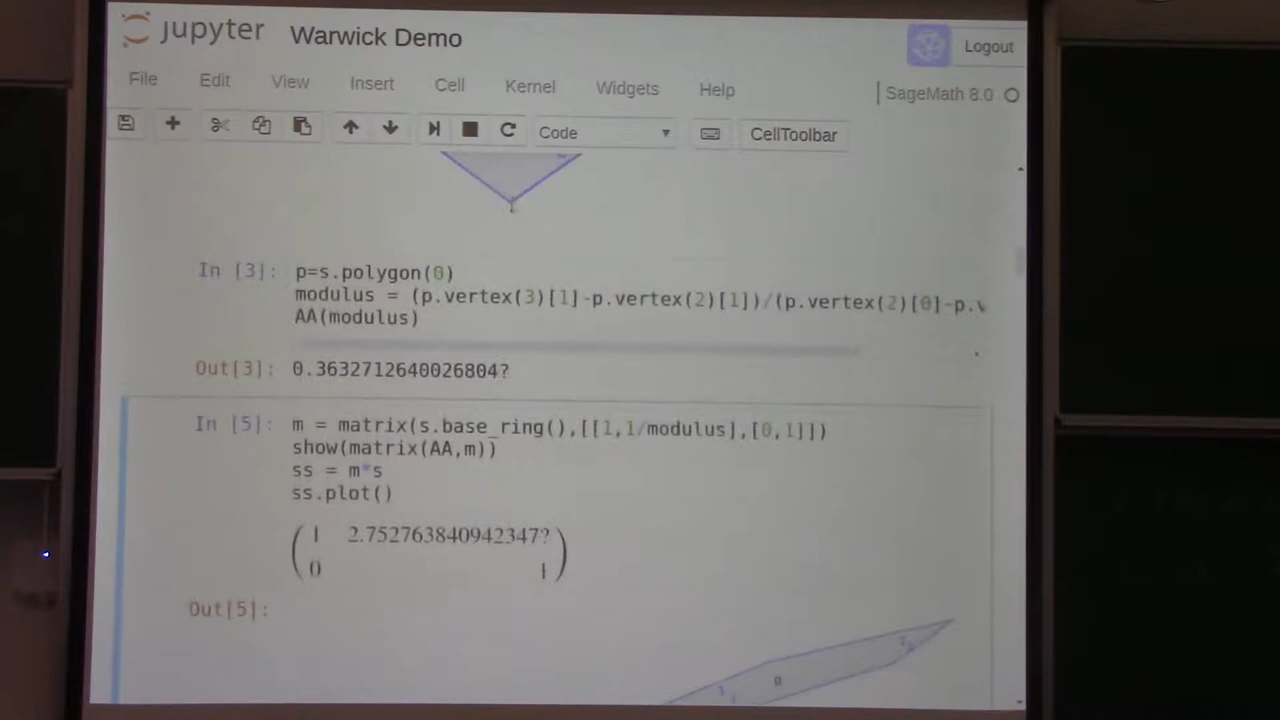 jupyter Warwick Demo
Logout
File Edit View Insert Cell Kernel Widgets Help
SageMath 8.0
Code CellToolbar
In [3]: p=s.polygon(0)
modulus = (p.vertex(3)[1]-p.vertex(2)[1])/(p.vertex(2)[0]-p.v
AA(modulus)
Out[3]: 0.3632712640026804?
In [5]: m = matrix(s.base_ring(),[[1,1/modulus],[0,1]])
show(matrix(AA,m))
ss = m*s
ss.plot()
1 2.752763840942347?
0 1
Out[5]:
0